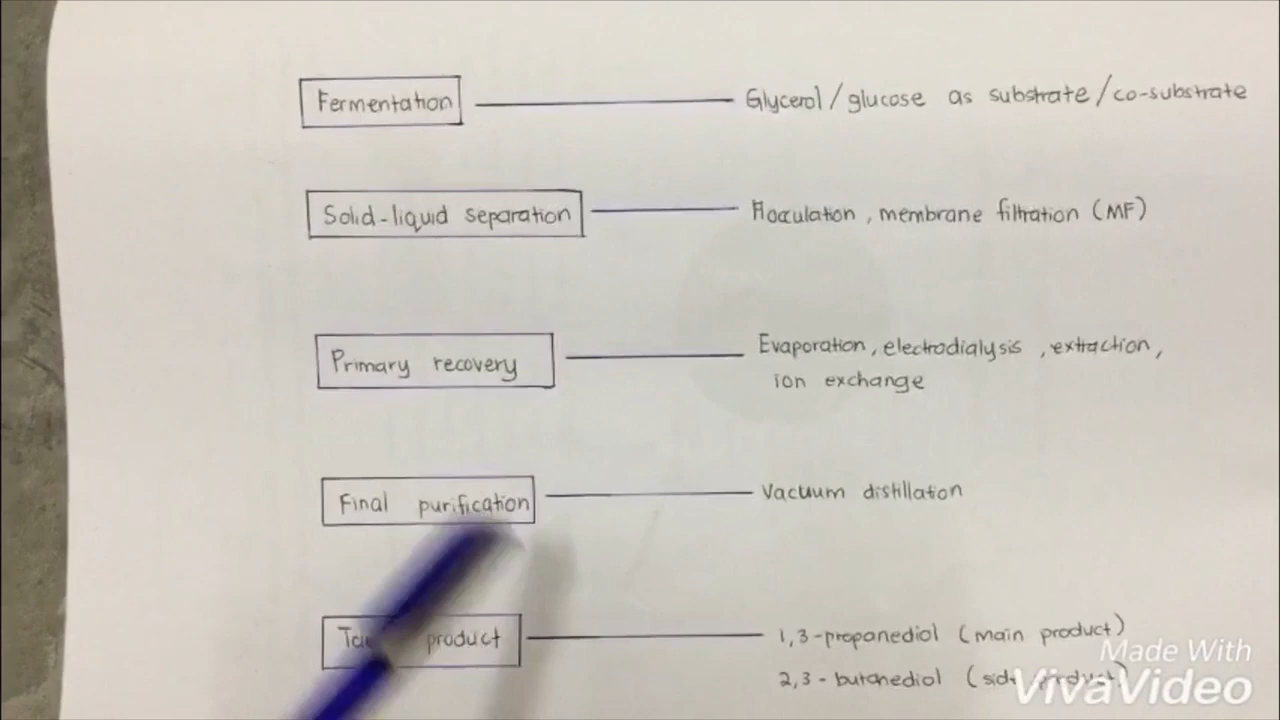 Fermentation Glycerol/glucose as substrate/co-substrate
Solid-liquid separation Flocculation, membrane filtration (MF)
Primary recovery Evaporation, electrodialysis, extraction,
ion exchange
Final purification Vacuum distillation
product 1,3-propanediol (main product)
2,3-butanediol
Made With
VivaVideo